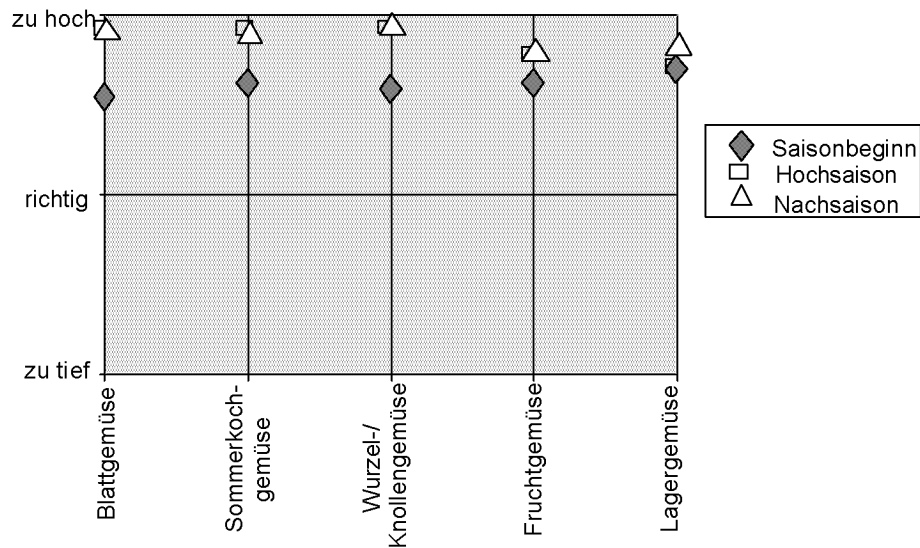 zu hoch
richtig
zu tief
Saisonbeginn
Hochsaison
Nachsaison
Blattgemüse
Sommerkoch-
gemüse
Wurzel-/
Knollengemüse
Fruchtgemüse
Lagergemüse